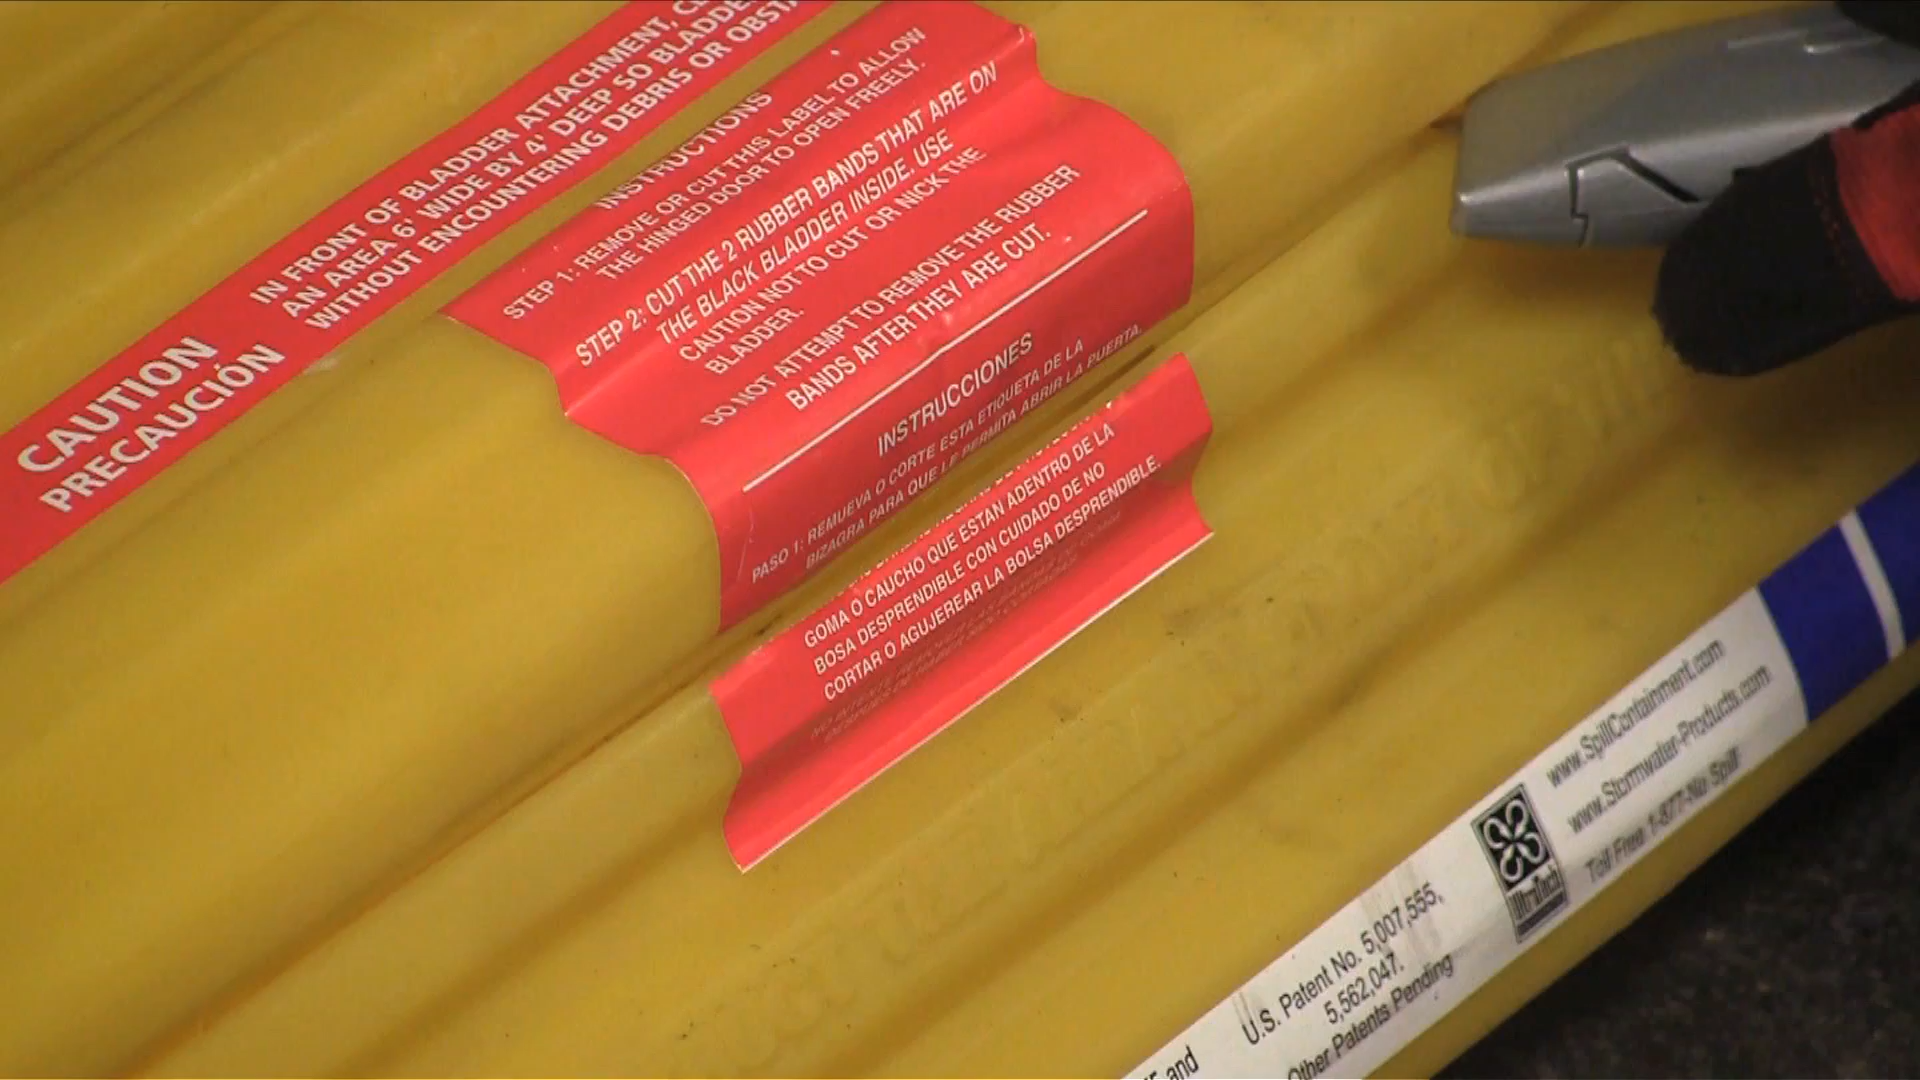 CAUTION
PRECAUCIÓN
IN FRONT OF BLADDER ATTACHMENT,
AN AREA 6' WIDE BY 4' DEEP SO BLADDER
WITHOUT ENCOUNTERING DEBRIS OR
INSTRUCTIONS
STEP 1: REMOVE OR CUT THIS LABEL TO ALLOW
THE HINGED DOOR TO OPEN FREELY.
STEP 2: CUT THE 2 RUBBER BANDS THAT ARE ON
THE BLACK BLADDER INSIDE. USE
CAUTION NOT TO CUT OR NICK THE
BLADDER.
DO NOT ATTEMPT TO REMOVE THE RUBBER
BANDS AFTER THEY ARE CUT.
INSTRUCCIONES
PASO 1: REMUEVA O CORTE ESTA ETIQUETA DE LA
BIZAGRA PARA QUE LE PERMITA ABRIR LA PUERTA.
GOMA O CAUCHO QUE ESTAN ADENTRO DE LA
BOSA DESPRENDIBLE CON CUIDADO DE NO
CORTAR O AGUJEREAR LA BOLSA DESPRENDIBLE.
www.SpillContainment.com
www.Stormwater-Products.com
Toll Free 1-877-No Spill
UltraTech
U.S. Patent No. 5,007,555,
5,562,047.
Other Patents Pending
and